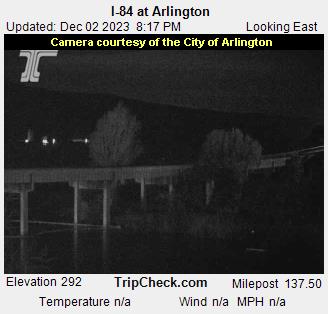 I-84 at Arlington
Updated: Dec 02 2023 8:17 PM Looking East
Camera courtesy of the City of Arlington
Elevation 292 TripCheck.com Milepost 137.50
Temperature n/a Wind n/a MPH n/a